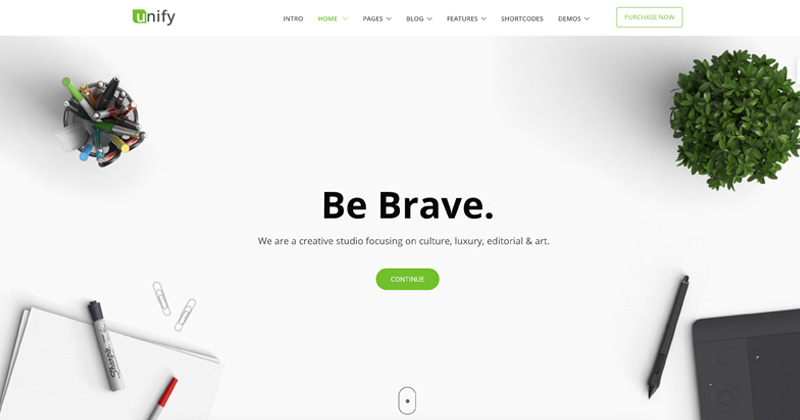 unify
INTRO HOME PAGES BLOG FEATURES SHORTCODES DEMOS PURCHASE NOW
Be Brave.
We are a creative studio focusing on culture, luxury, editorial & art.
CONTINUE
Sharpie